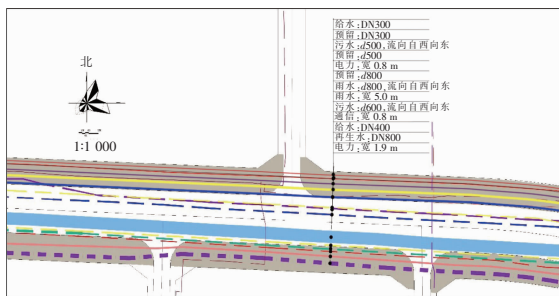 给水:DN300
预留:DN300
污水:d500,流向自西向东
预留:d500
电力:宽 0.8 m
预留:d800
雨水:d800,流向自西向东
雨水:宽 5.0 m
污水:d600,流向自西向东
通信:宽 0.8 m
给水:DN400
再生水:DN800
电力:宽 1.9 m
北
1:1 000